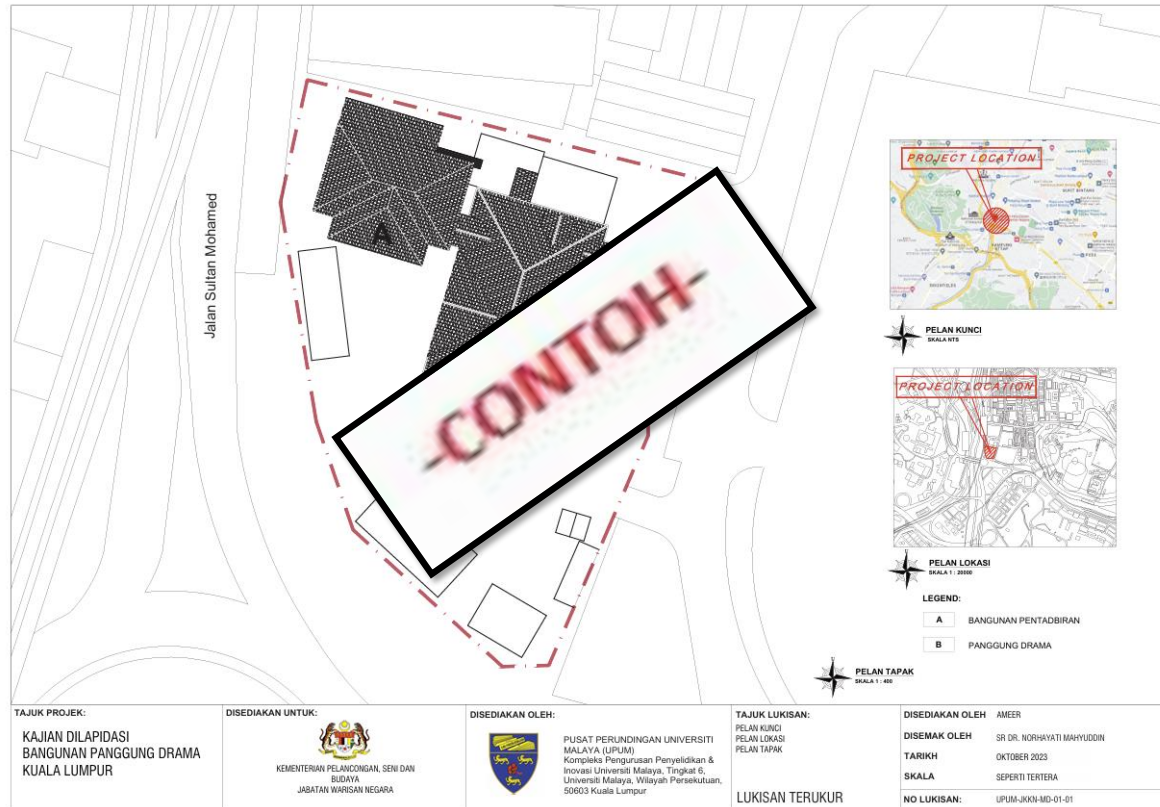 Jalan Sultan Mohamed
A
CONTOH
PROJECT LOCATION
PELAN KUNCI
SKALA NTS
PROJECT LOCATION
PELAN LOKASI
SKALA 1 : 20000
LEGEND:
A BANGUNAN PENTADBIRAN
B PANGGUNG DRAMA
PELAN TAPAK
SKALA 1 : 400
TAJUK PROJEK:
KAJIAN DILAPIDASI
BANGUNAN PANGGUNG DRAMA
KUALA LUMPUR
DISEDIAKAN UNTUK:
KEMENTERIAN PELANCONGAN, SENI DAN
BUDAYA
JABATAN WARISAN NEGARA
DISEDIAKAN OLEH:
PUSAT PERUNDINGAN UNIVERSITI
MALAYA (UPUM)
Kompleks Pengurusan Penyelidikan &
Inovasi Universiti Malaya, Tingkat 6,
Universiti Malaya, Wilayah Persekutuan,
50603 Kuala Lumpur
TAJUK LUKISAN:
PELAN KUNCI
PELAN LOKASI
PELAN TAPAK
LUKISAN TERUKUR
DISEDIAKAN OLEH AMEER
DISEMAK OLEH SR DR. NORHAYATI MAHYUDDIN
TARIKH OKTOBER 2023
SKALA SEPERTI TERTERA
NO LUKISAN: UPUM-JKKN-MD-01-01